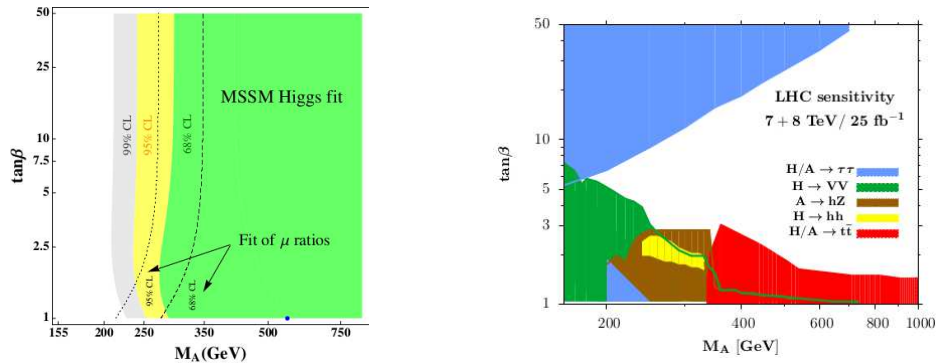 50
25
10
7.5
5
2.5
1
tanβ
99% CL
95% CL
68% CL
MSSM Higgs fit
Fit of μ ratios
95% CL
68% CL
155
200
250
350
550
750
M_A(GeV)
50
10
5
3
1
tanβ
LHC sensitivity
7 + 8 TeV/ 25 fb⁻¹
H/A → ττ
H → VV
A → hZ
H → hh
H/A → tt̄
200
400
600
800
1000
M_A [GeV]